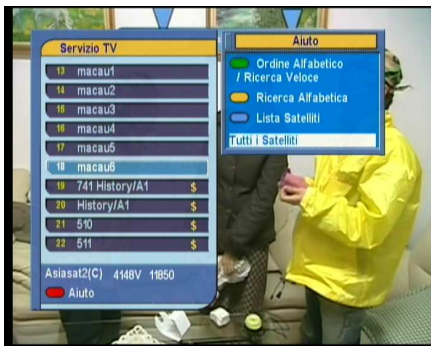 Servizio TV
13 macau1
14 macau2
15 macau3
16 macau4
17 macau5
18 macau6
19 741 History/A1 $
20 History/A1 $
21 510 $
22 511 $
Asiasat2(C) 4148V 11850
Aiuto
Aiuto
Ordine Alfabetico
/ Ricerca Veloce
Ricerca Alfabetica
Lista Satelliti
Tutti i Satelliti